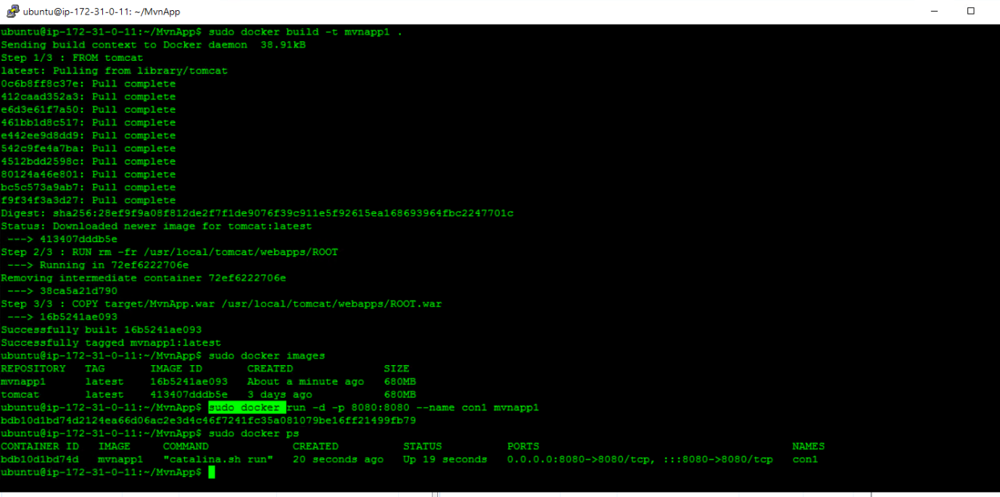 ubuntu@ip-172-31-0-11: ~/MvnApp
ubuntu@ip-172-31-0-11:~/MvnApp$ sudo docker build -t mvnapp1 .
Sending build context to Docker daemon  38.91kB
Step 1/3 : FROM tomcat
latest: Pulling from library/tomcat
0c6b8ff8c37e: Pull complete
412caad352a3: Pull complete
e6d3e61f7a50: Pull complete
461bb1d8c517: Pull complete
e442ee9d8dd9: Pull complete
542c9fe4a7ba: Pull complete
4512bdd2598c: Pull complete
80124a46e801: Pull complete
bc5c573a9ab7: Pull complete
f9f34f3a3d27: Pull complete
Digest: sha256:28ef9f9a08f812de2f7f1de9076f39c911e5f92615ea168693964fbc2247701c
Status: Downloaded newer image for tomcat:latest
 ---> 413407dddb5e
Step 2/3 : RUN rm -fr /usr/local/tomcat/webapps/ROOT
 ---> Running in 72ef6222706e
Removing intermediate container 72ef6222706e
 ---> 38ca5a21d790
Step 3/3 : COPY target/MvnApp.war /usr/local/tomcat/webapps/ROOT.war
 ---> 16b5241ae093
Successfully built 16b5241ae093
Successfully tagged mvnapp1:latest
ubuntu@ip-172-31-0-11:~/MvnApp$ sudo docker images
REPOSITORY   TAG       IMAGE ID       CREATED              SIZE
mvnapp1      latest    16b5241ae093   About a minute ago   680MB
tomcat       latest    413407dddb5e   3 days ago           680MB
ubuntu@ip-172-31-0-11:~/MvnApp$ sudo docker run -d -p 8080:8080 --name con1 mvnapp1
bdb10d1bd74d2124ea66d06ac2e3d4c46f7241fc35a081079be16ff21499fb79
ubuntu@ip-172-31-0-11:~/MvnApp$ sudo docker ps
CONTAINER ID   IMAGE     COMMAND             CREATED          STATUS          PORTS                                       NAMES
bdb10d1bd74d   mvnapp1   "catalina.sh run"   20 seconds ago   Up 19 seconds   0.0.0.0:8080->8080/tcp, :::8080->8080/tcp   con1
ubuntu@ip-172-31-0-11:~/MvnApp$